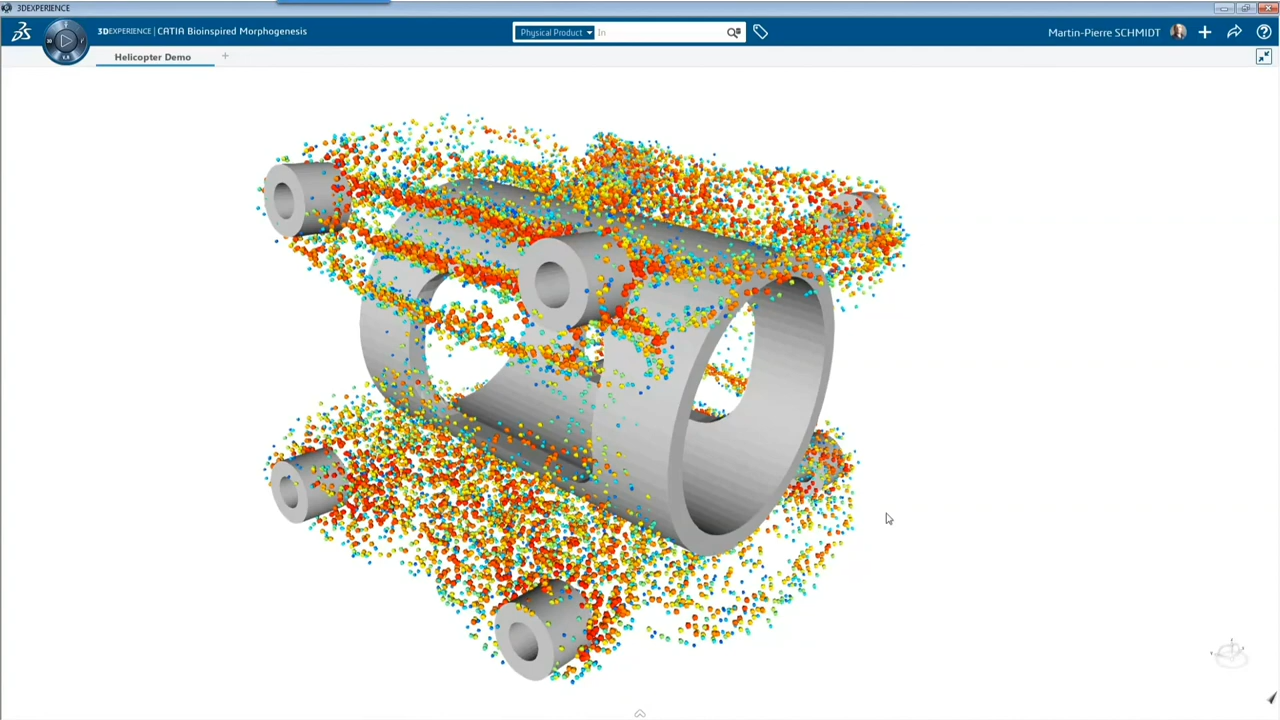 3DEXPERIENCE
3DEXPERIENCE | CATIA Bioinspired Morphogenesis
Physical Product
In
Martin-Pierre SCHMIDT
Helicopter Demo